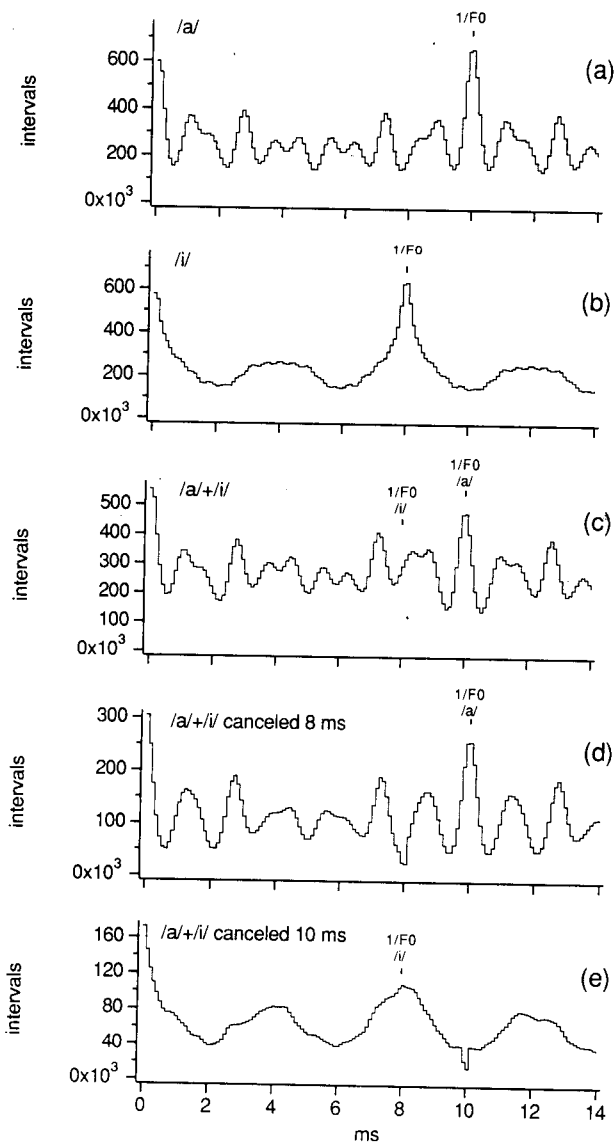 /a/
1/F0
(a)
intervals
600
400
200
0x10³
/i/
1/F0
(b)
intervals
600
400
200
0x10³
/a/+/i/
1/F0
/i/
1/F0
/a/
(c)
intervals
500
400
300
200
100
0x10³
/a/+/i/ canceled 8 ms
1/F0
/a/
(d)
intervals
300
200
100
0x10³
/a/+/i/ canceled 10 ms
1/F0
/i/
(e)
intervals
160
120
80
40
0x10³
0 2 4 6 8 10 12 14
ms